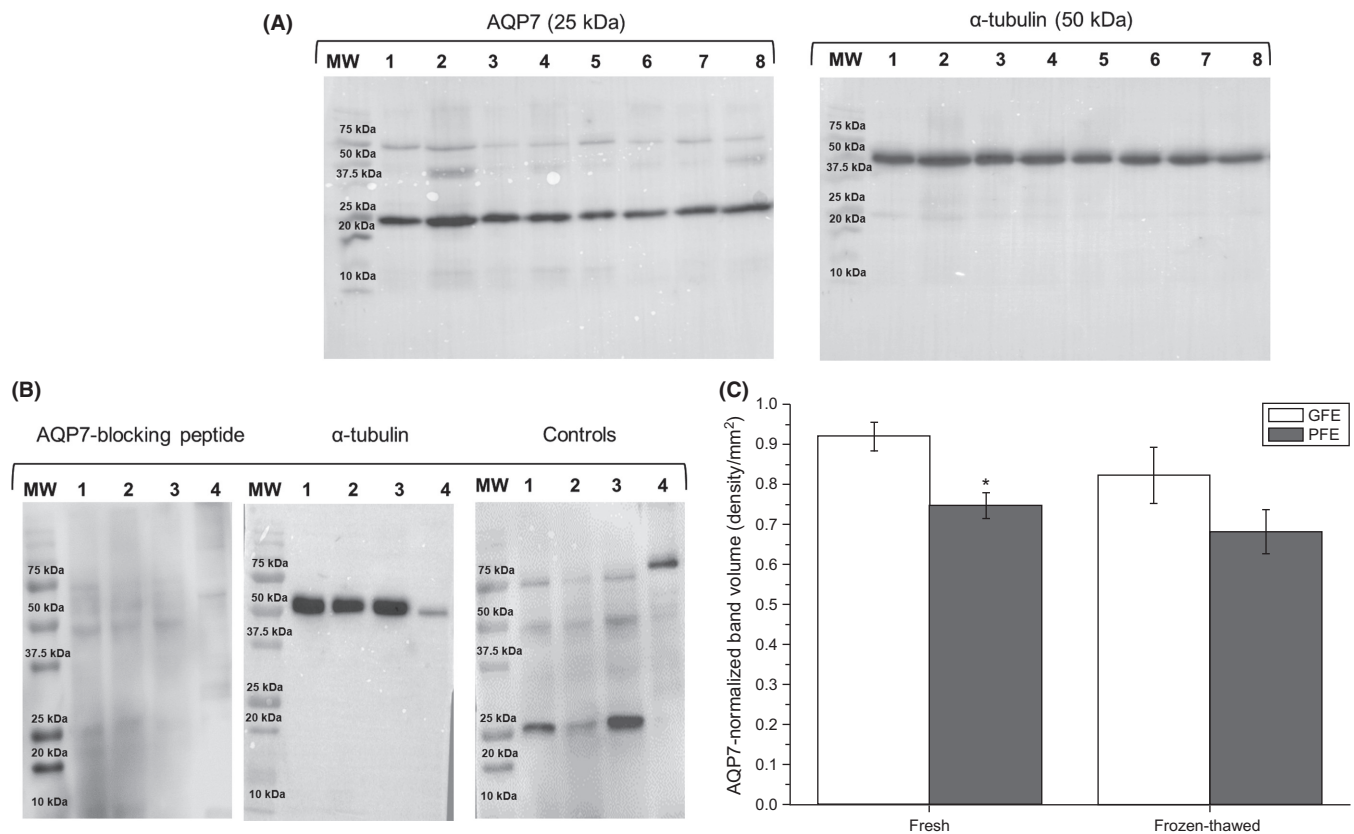 (A)
AQP7 (25 kDa)
MW 1 2 3 4 5 6 7 8
75 kDa
50 kDa
37.5 kDa
25 kDa
20 kDa
10 kDa
α-tubulin (50 kDa)
MW 1 2 3 4 5 6 7 8
75 kDa
50 kDa
37.5 kDa
25 kDa
20 kDa
10 kDa
(B)
AQP7-blocking peptide
MW 1 2 3 4
75 kDa
50 kDa
37.5 kDa
25 kDa
20 kDa
10 kDa
α-tubulin
MW 1 2 3 4
75 kDa
50 kDa
37.5 kDa
25 kDa
20 kDa
10 kDa
Controls
MW 1 2 3 4
75 kDa
50 kDa
37.5 kDa
25 kDa
20 kDa
10 kDa
(C)
AQP7-normalized band volume (density/mm²)
1.0
0.9
0.8
0.7
0.6
0.5
0.4
0.3
0.2
0.1
0.0
GFE
PFE
*
Fresh
Frozen-thawed